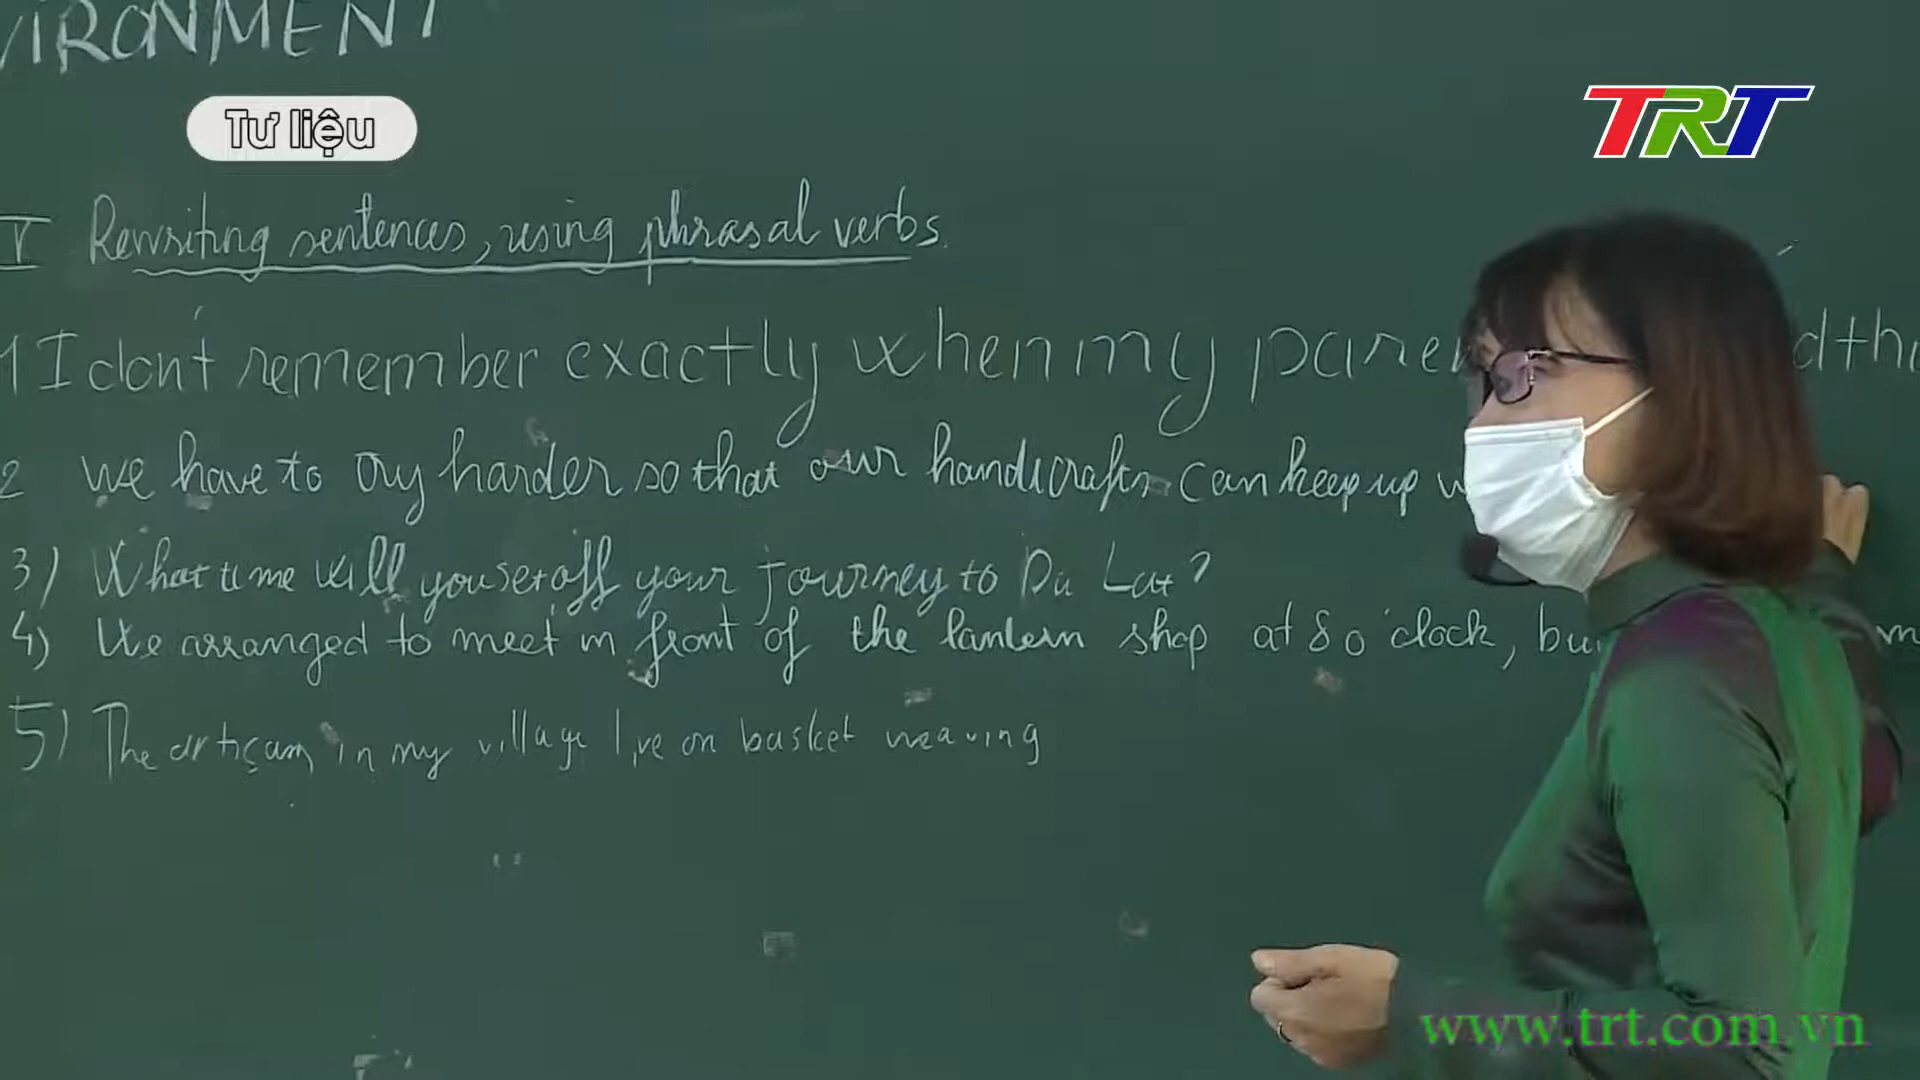 VIRONMENT
Tư liệu
TRT
V Rewriting sentences, using phrasal verbs.
1 I don't remember exactly when my paren d thi
2 we have to try harder so that our handicrafts can keep up w
3) What time will you set off your journey to Da Lat?
4) We arranged to meet in front of the lantern shop at 8 o'clock, bu m
5) The artisans in my village live on basket weaving
www.trt.com.vn